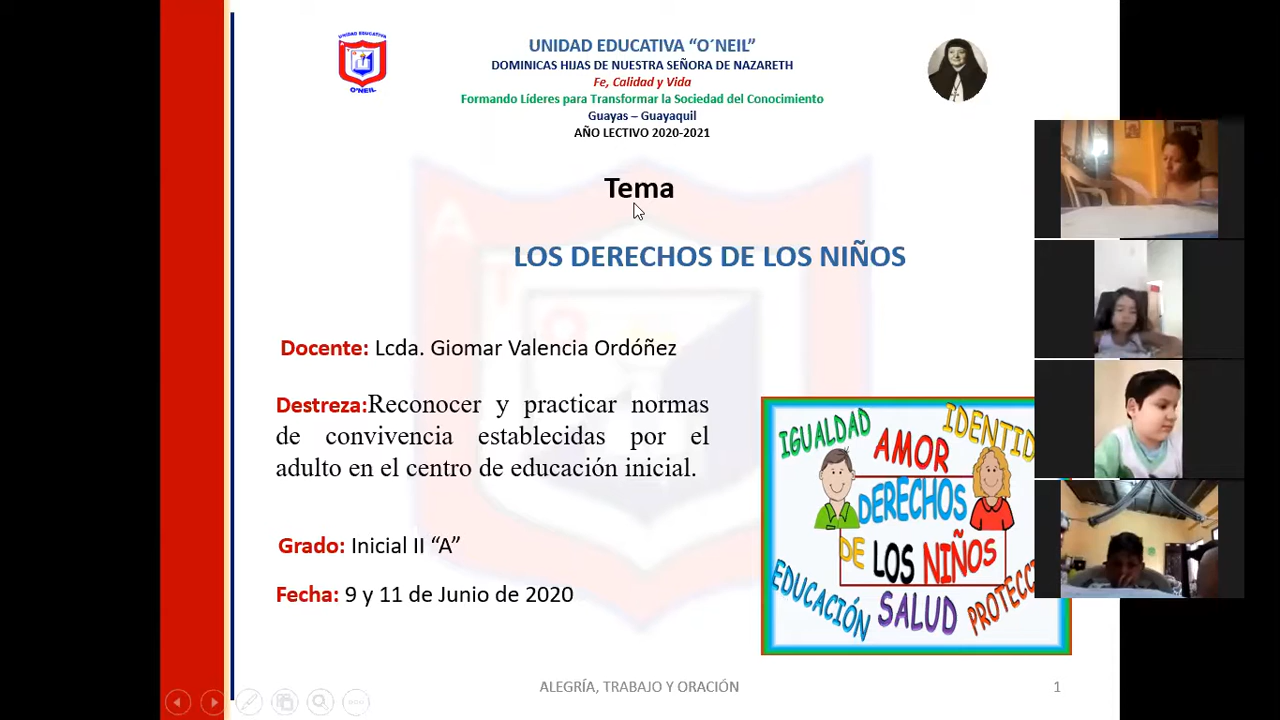 UNIDAD EDUCATIVA
O´NEIL
UNIDAD EDUCATIVA “O´NEIL”
DOMINICAS HIJAS DE NUESTRA SEÑORA DE NAZARETH
Fe, Calidad y Vida
Formando Líderes para Transformar la Sociedad del Conocimiento
Guayas – Guayaquil
AÑO LECTIVO 2020-2021
Tema
LOS DERECHOS DE LOS NIÑOS
Docente: Lcda. Giomar Valencia Ordóñez
Destreza:Reconocer y practicar normas
de convivencia establecidas por el
adulto en el centro de educación inicial.
Grado: Inicial II “A”
Fecha: 9 y 11 de Junio de 2020
IGUALDAD
AMOR
IDENTID
DERECHOS
DE LOS NIÑOS
EDUCACIÓN
SALUD
PROTECCI
ALEGRÍA, TRABAJO Y ORACIÓN
1